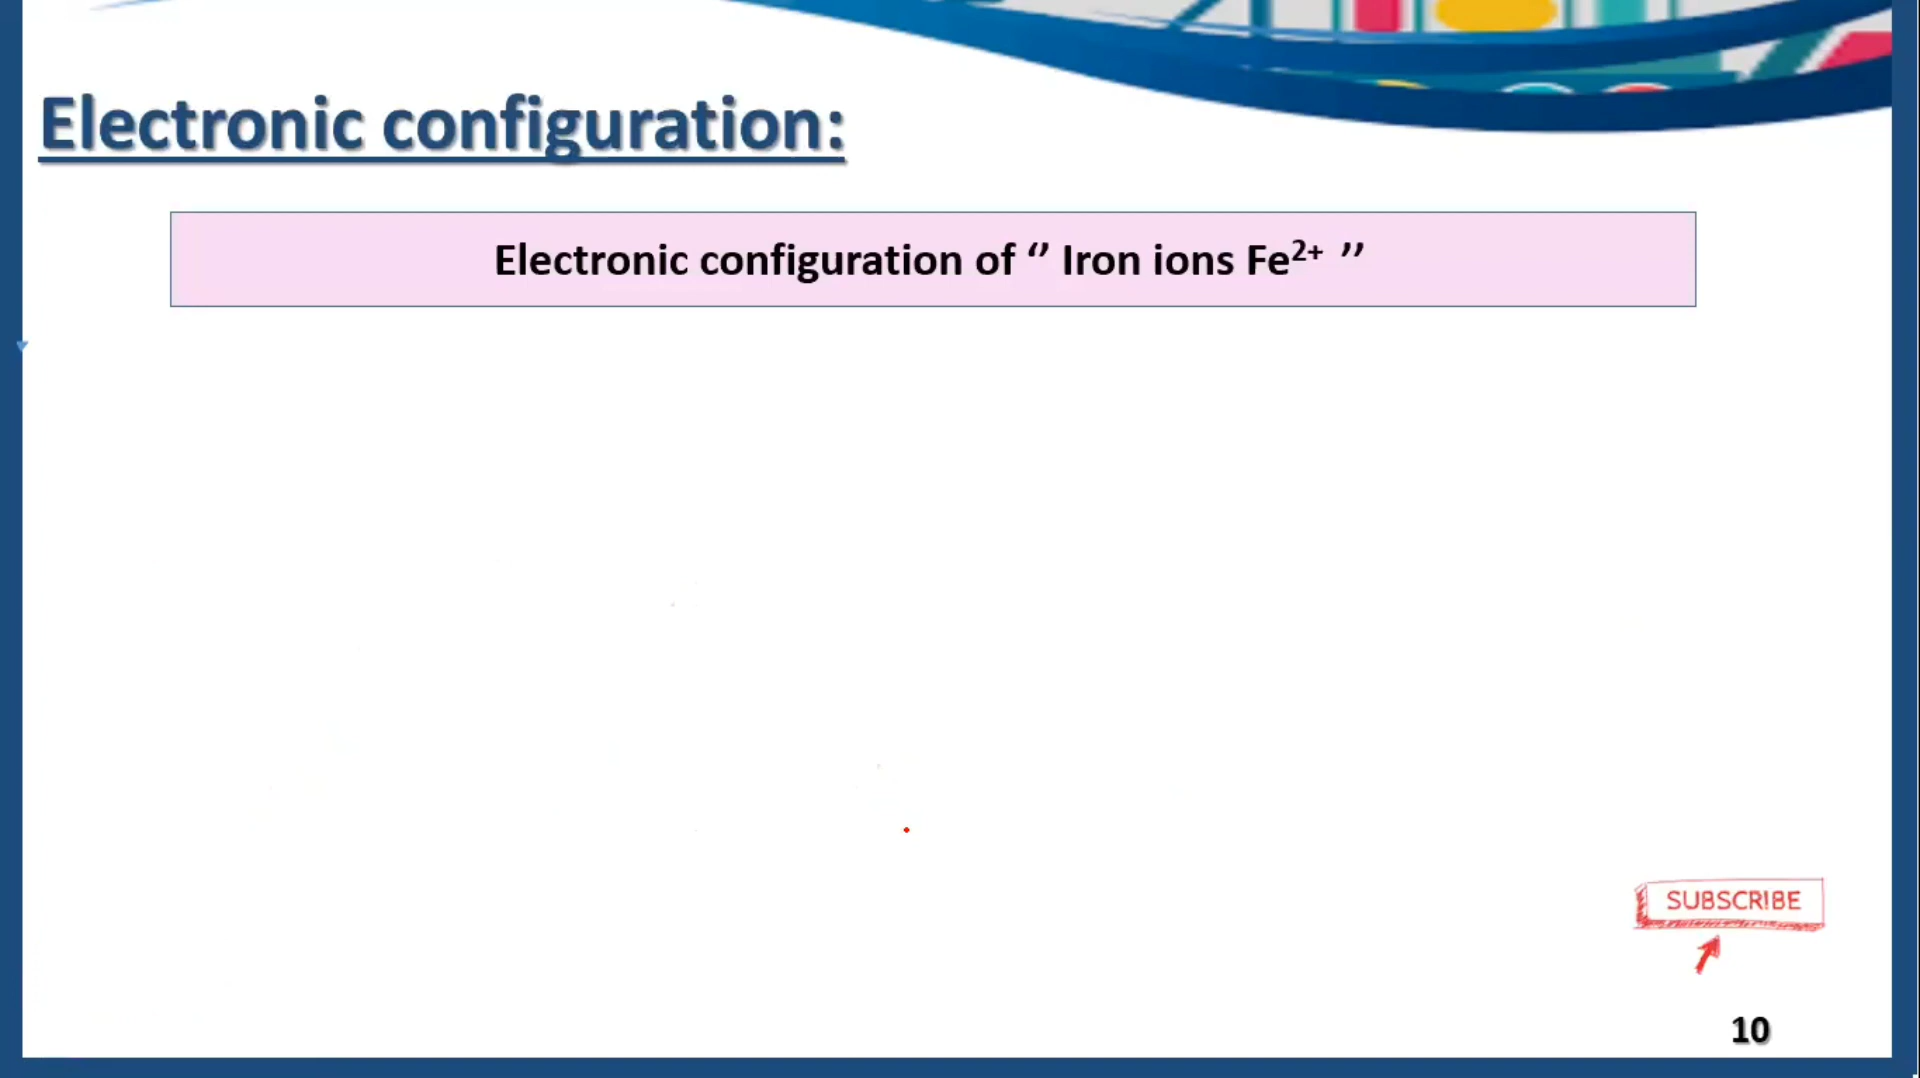 Electronic configuration:
Electronic configuration of ‘’ Iron ions Fe²⁺ ’’
SUBSCRIBE
10